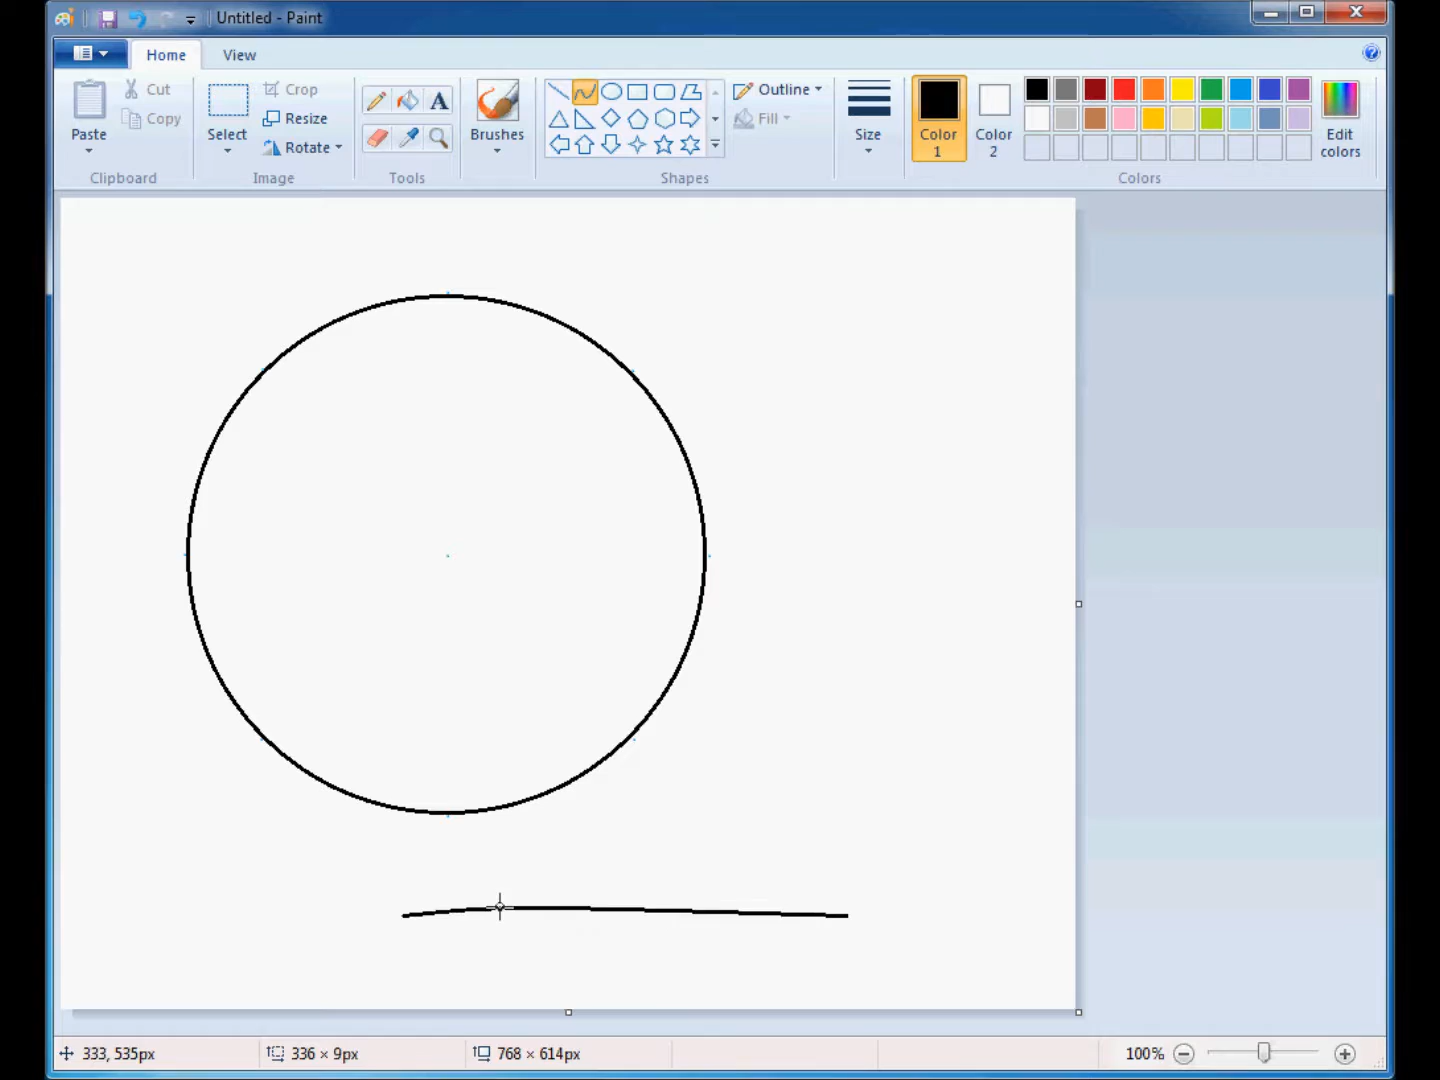 Untitled - Paint
Home View
Paste
Cut
Copy
Clipboard
Select
Crop
Resize
Rotate
Image
A
Tools
Brushes
Outline
Fill
Shapes
Size
Color
1
Color
2
Edit
colors
Colors
333, 535px
336 × 9px
768 × 614px
100%